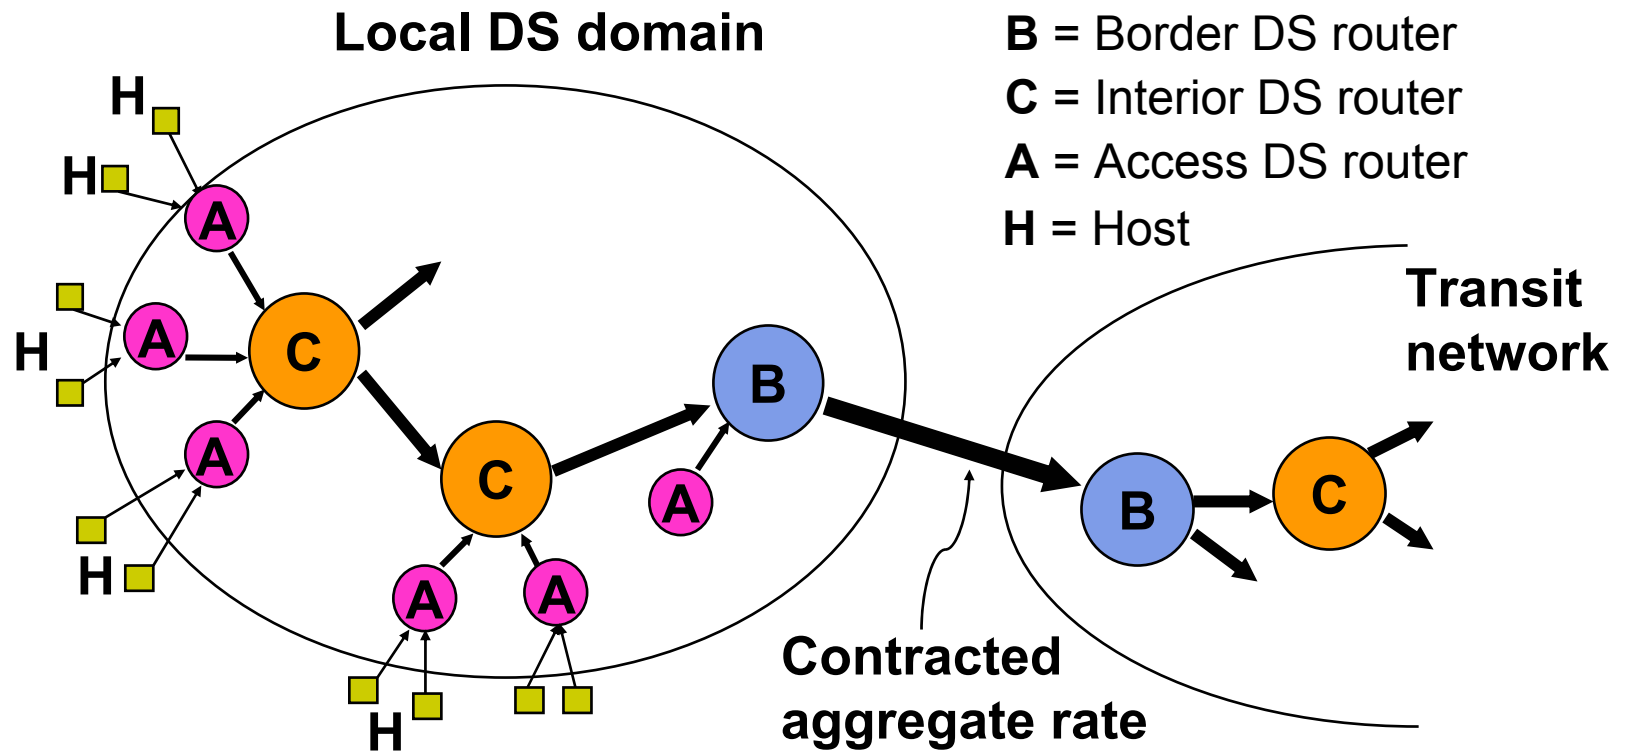 Local DS domain
B = Border DS router
C = Interior DS router
A = Access DS router
H = Host
H
H
A
Transit
network
H
A
C
B
A
C
A
B
C
H
A
A
Contracted
aggregate rate
H